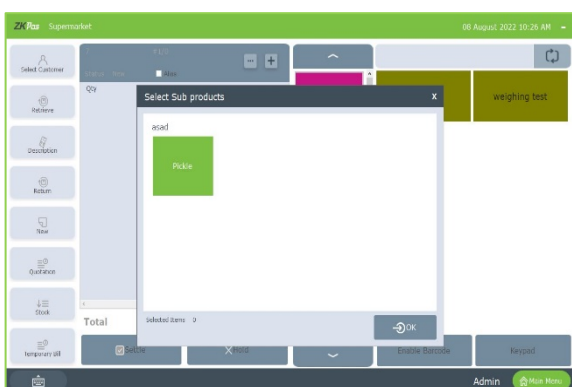 ZKPos Supermarket
08 August 2022 10:26 AM
Select Customer
Retrieve
Description
Return
New
Quotation
Stock
Temporary Bill
Qty
Select Sub products
X
asad
Pickle
Selected Items 0
OK
weighing test
Total
Settle
Hold
Enable Barcode
Keypad
Admin
Main Menu